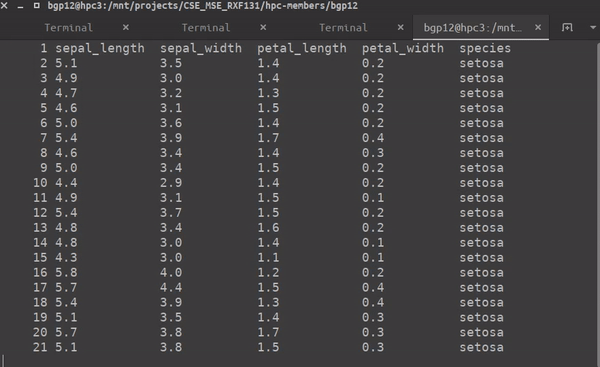 bgp12@hpc3:/mnt/projects/CSE_MSE_RXF131/hpc-members/bgp12
Terminal Terminal Terminal bgp12@hpc3:/mnt...
1 sepal_length sepal_width petal_length petal_width species
2 5.1 3.5 1.4 0.2 setosa
3 4.9 3.0 1.4 0.2 setosa
4 4.7 3.2 1.3 0.2 setosa
5 4.6 3.1 1.5 0.2 setosa
6 5.0 3.6 1.4 0.2 setosa
7 5.4 3.9 1.7 0.4 setosa
8 4.6 3.4 1.4 0.3 setosa
9 5.0 3.4 1.5 0.2 setosa
10 4.4 2.9 1.4 0.2 setosa
11 4.9 3.1 1.5 0.1 setosa
12 5.4 3.7 1.5 0.2 setosa
13 4.8 3.4 1.6 0.2 setosa
14 4.8 3.0 1.4 0.1 setosa
15 4.3 3.0 1.1 0.1 setosa
16 5.8 4.0 1.2 0.2 setosa
17 5.7 4.4 1.5 0.4 setosa
18 5.4 3.9 1.3 0.4 setosa
19 5.1 3.5 1.4 0.3 setosa
20 5.7 3.8 1.7 0.3 setosa
21 5.1 3.8 1.5 0.3 setosa